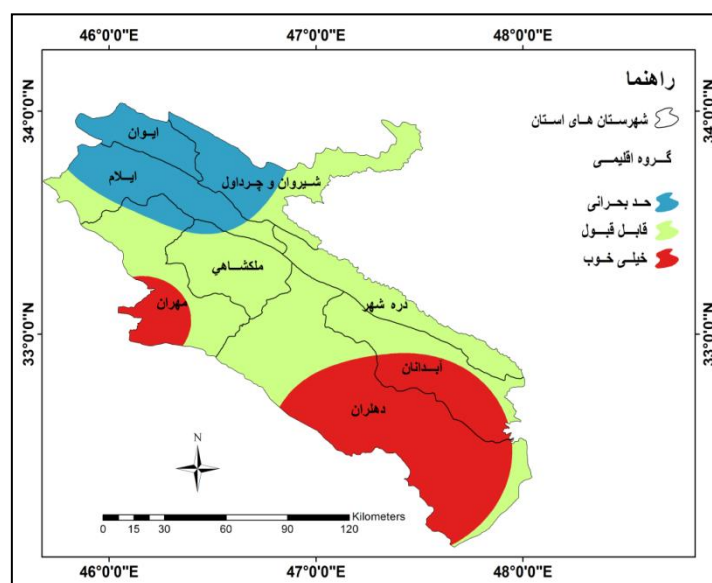 46°0'0"E 47°0'0"E 48°0'0"E
34°0'0"N 34°0'0"N
33°0'0"N 33°0'0"N
راهنما
شهرستان های استان
گروه اقلیمی
حد بحرانی
قابل قبول
خیلی خوب
ایوان
ایلام
شیروان و چرداول
ملکشاهي
مهران
دره شهر
آبدانان
دهلران
N
Kilometers
0 15 30 60 90 120
46°0'0"E 47°0'0"E 48°0'0"E